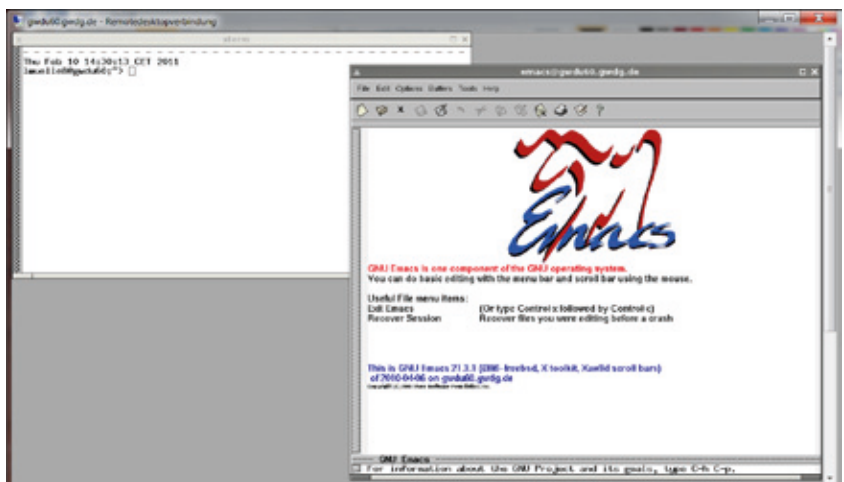 gwdu60.gwdg.de - Remotedesktopverbindung
xterm
Thu Feb 10 14:30:13 CET 2011
emacs@gwdu60.gwdg.de
File Edit Options Buffers Tools Help
Emacs
GNU Emacs is one component of the GNU operating system.
You can do basic editing with the menu bar and scroll bar using the mouse.
Useful File menu items:
Exit Emacs (Or type Control-x followed by Control-c)
Recover Session Recover files you were editing before a crash
This is GNU Emacs 21.3.1 (i386-freebsd, X toolkit, Xaw3d scroll bars)
of 2010-04-06 on gwdu60.gwdg.de
GNU Emacs
For information about the GNU Project and its goals, type C-h C-p.